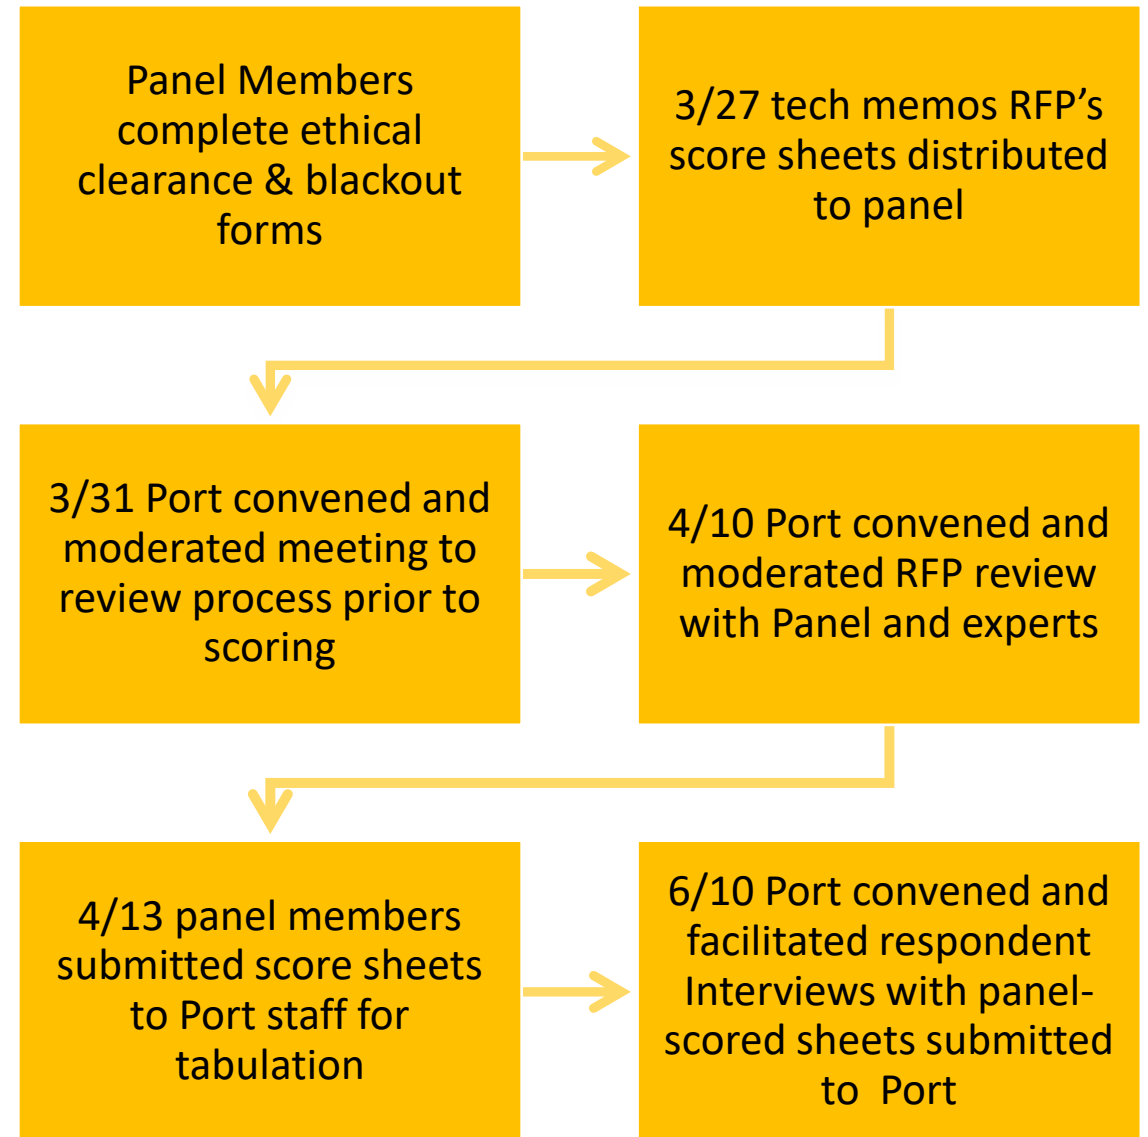 Panel Members
complete ethical
clearance & blackout
forms
3/27 tech memos RFP’s
score sheets distributed
to panel
3/31 Port convened and
moderated meeting to
review process prior to
scoring
4/10 Port convened and
moderated RFP review
with Panel and experts
4/13 panel members
submitted score sheets
to Port staff for
tabulation
6/10 Port convened and
facilitated respondent
Interviews with panel-
scored sheets submitted
to Port